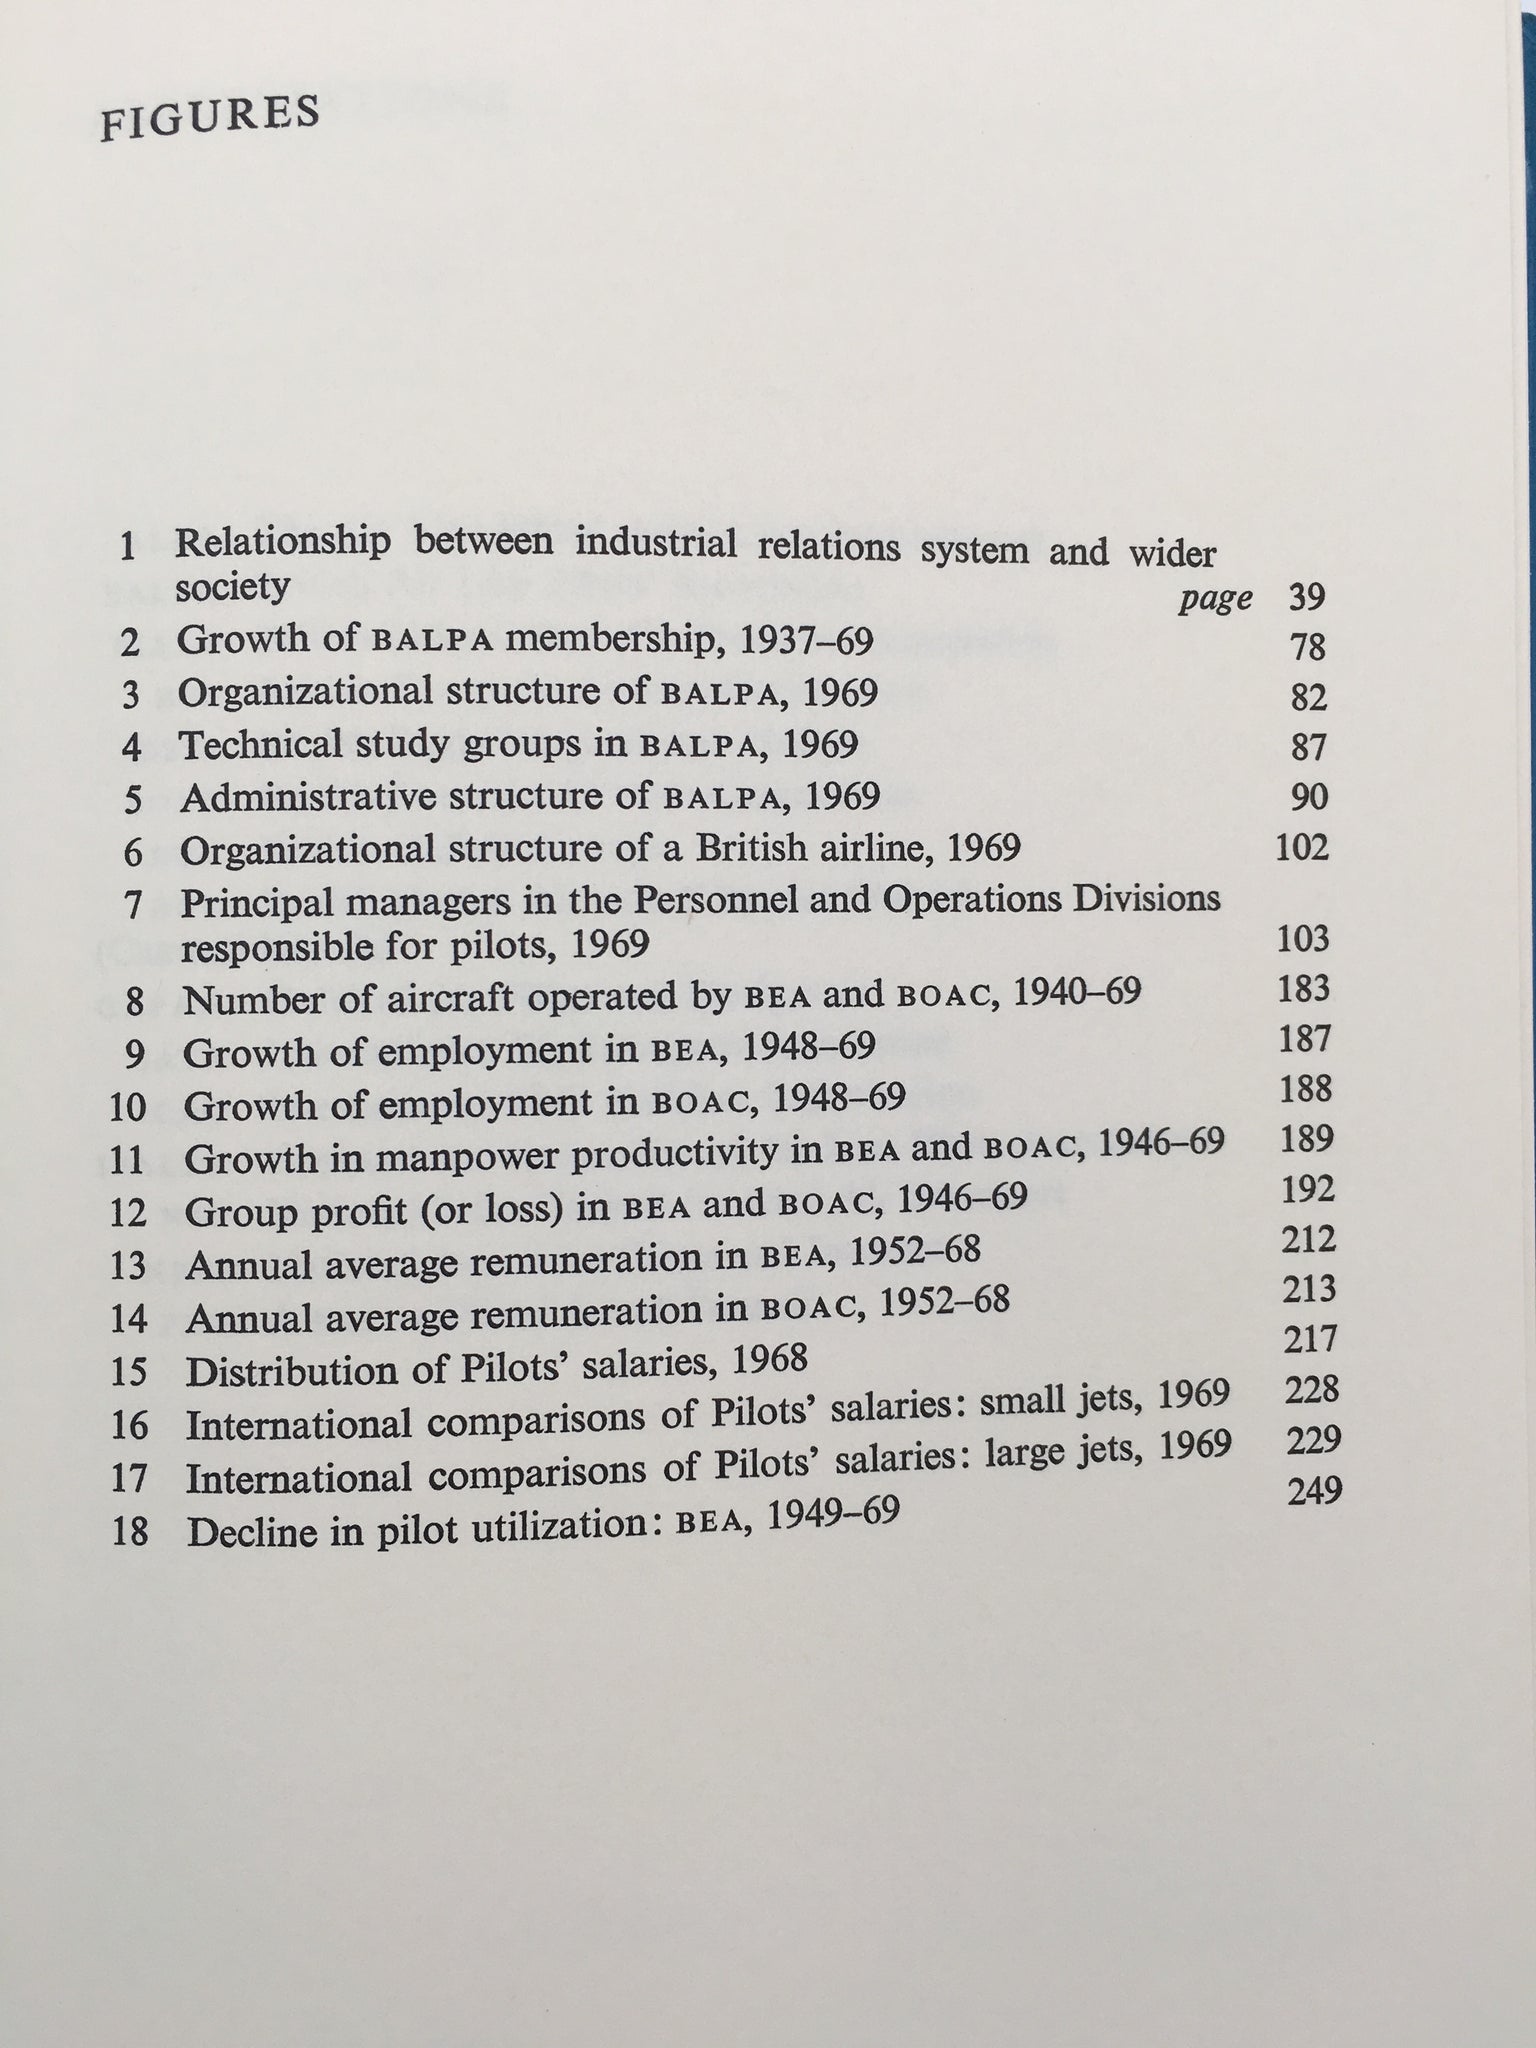 FIGURES
1 Relationship between industrial relations system and wider
society page 39
2 Growth of BALPA membership, 1937–69 78
3 Organizational structure of BALPA, 1969 82
4 Technical study groups in BALPA, 1969 87
5 Administrative structure of BALPA, 1969 90
6 Organizational structure of a British airline, 1969 102
7 Principal managers in the Personnel and Operations Divisions
responsible for pilots, 1969 103
8 Number of aircraft operated by BEA and BOAC, 1940–69 183
9 Growth of employment in BEA, 1948–69 187
10 Growth of employment in BOAC, 1948–69 188
11 Growth in manpower productivity in BEA and BOAC, 1946–69 189
12 Group profit (or loss) in BEA and BOAC, 1946–69 192
13 Annual average remuneration in BEA, 1952–68 212
14 Annual average remuneration in BOAC, 1952–68 213
15 Distribution of Pilots’ salaries, 1968 217
16 International comparisons of Pilots’ salaries: small jets, 1969 228
17 International comparisons of Pilots’ salaries: large jets, 1969 229
18 Decline in pilot utilization: BEA, 1949–69 249